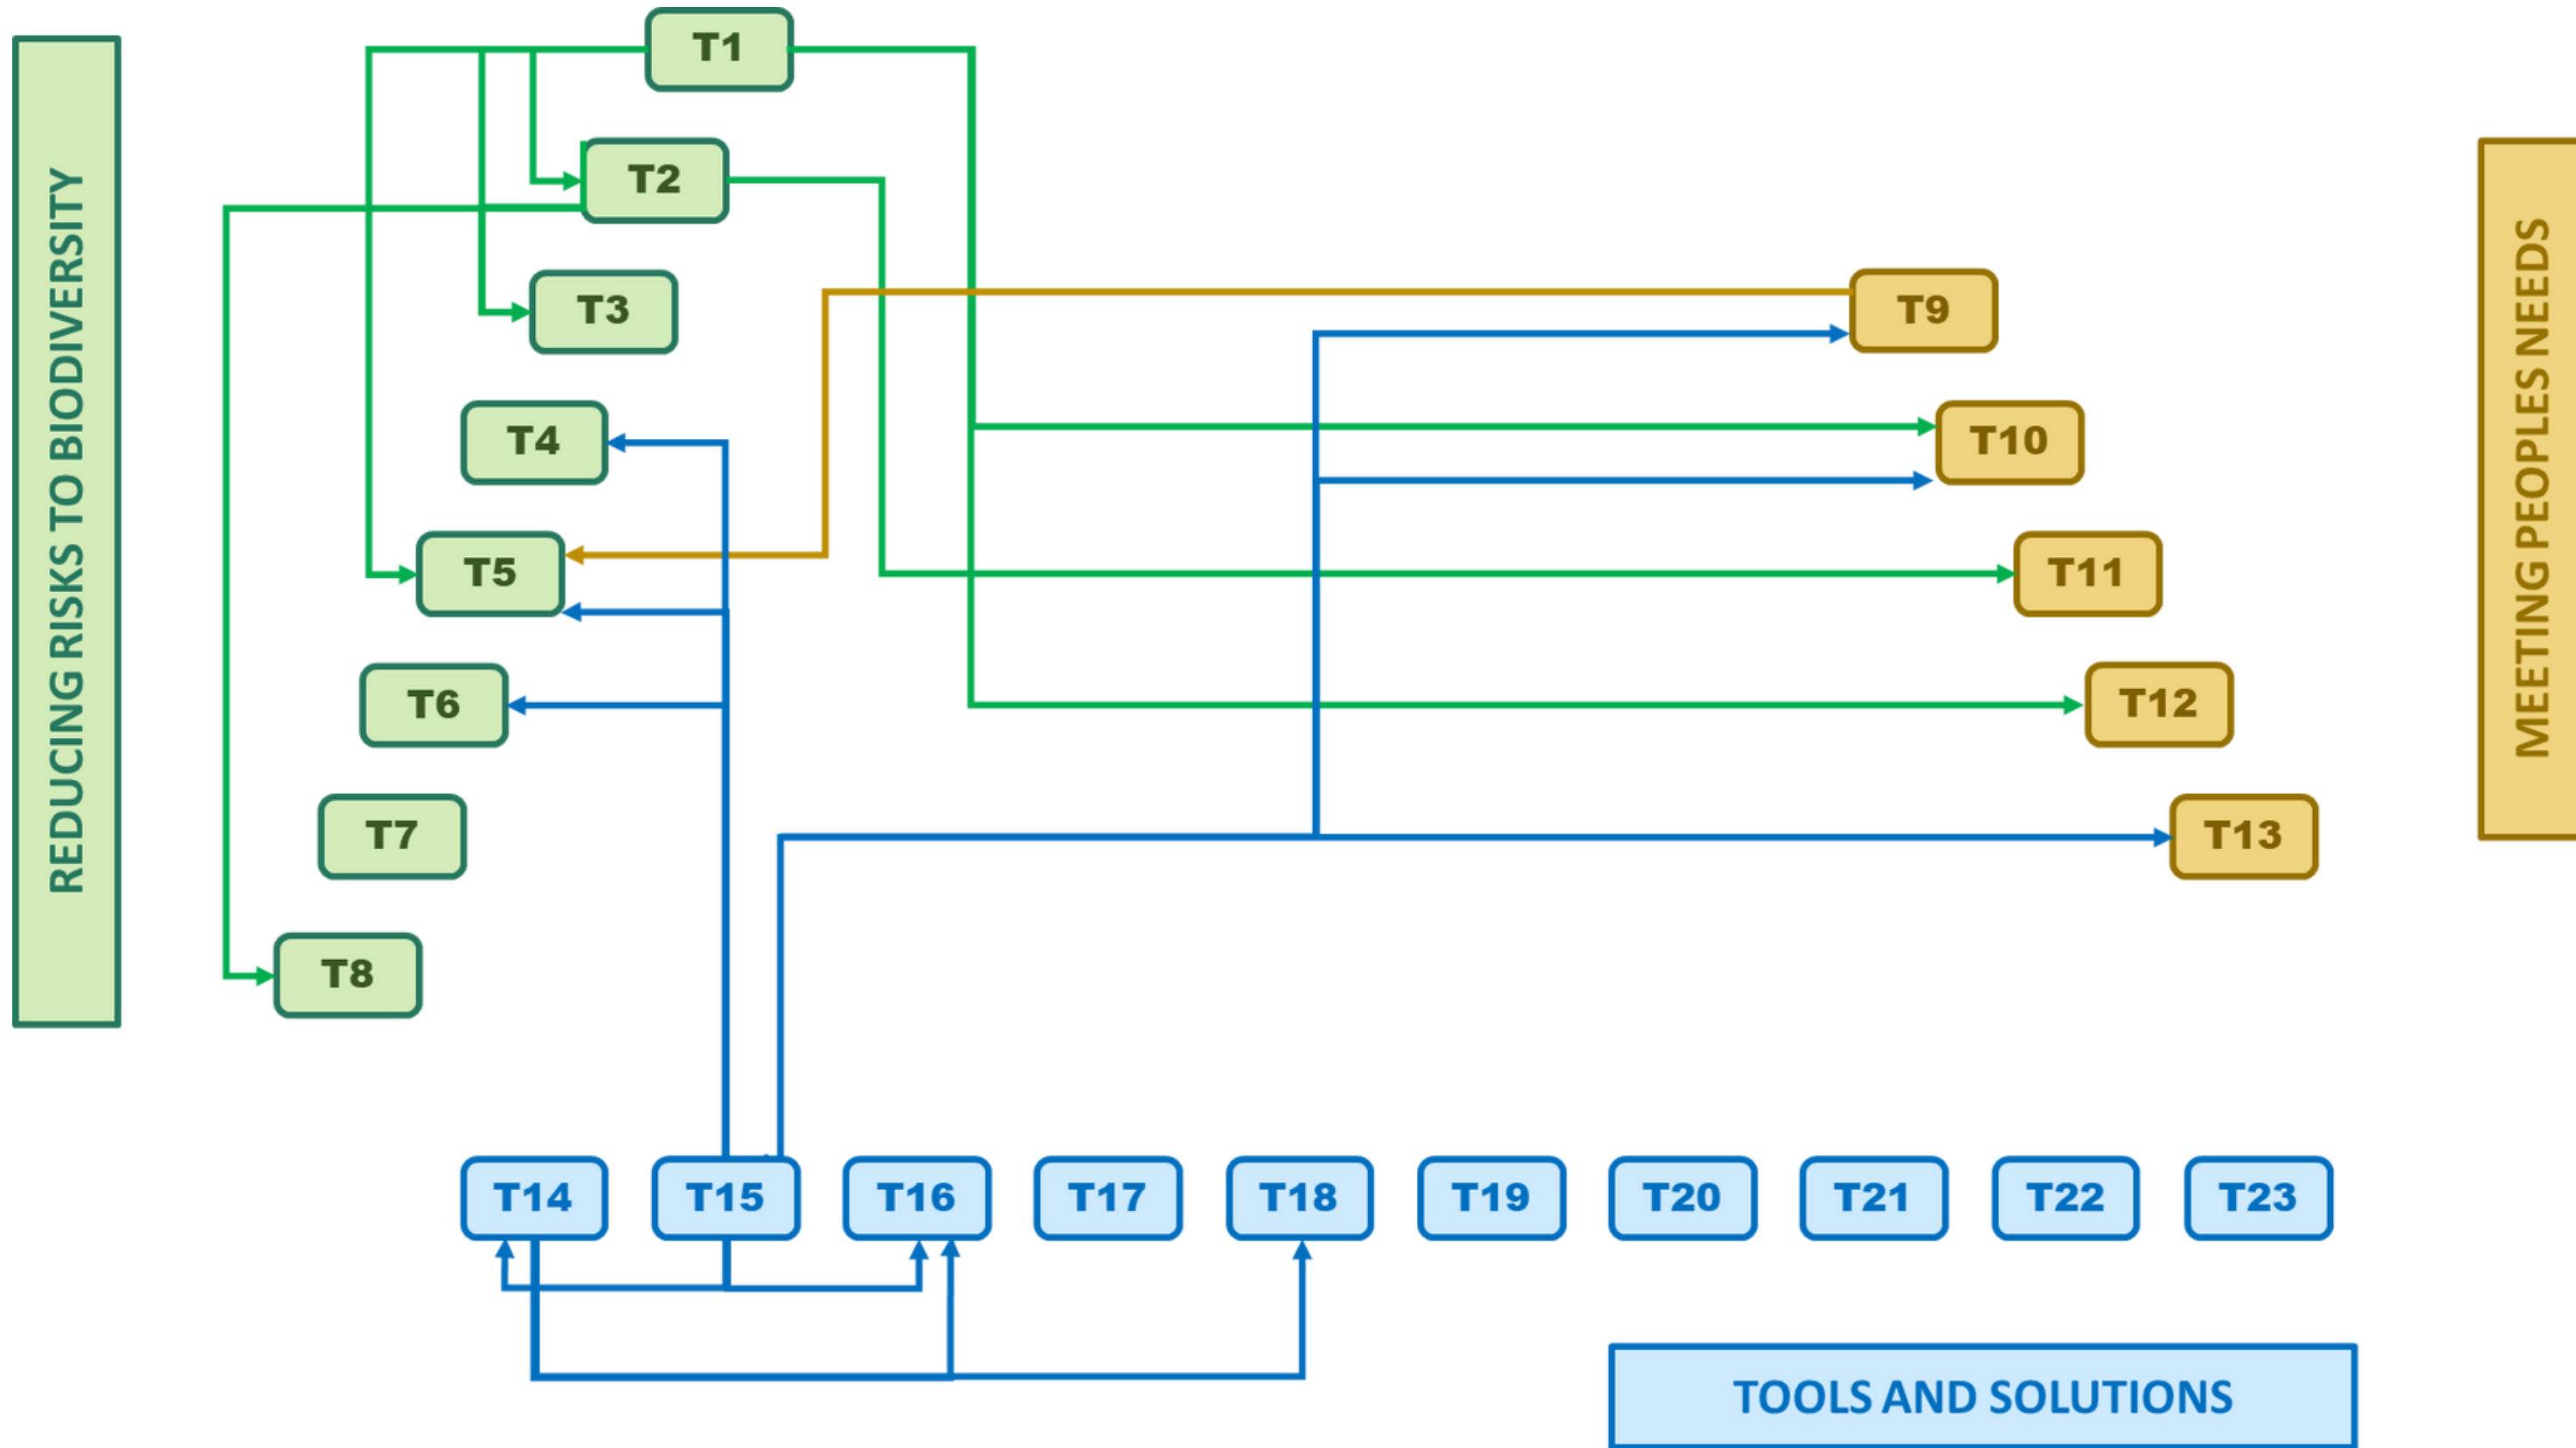 REDUCING RISKS TO BIODIVERSITY
T1
T2
T3
T4
T5
T6
T7
T8
T9
T10
T11
T12
T13
MEETING PEOPLES NEEDS
T14
T15
T16
T17
T18
T19
T20
T21
T22
T23
TOOLS AND SOLUTIONS